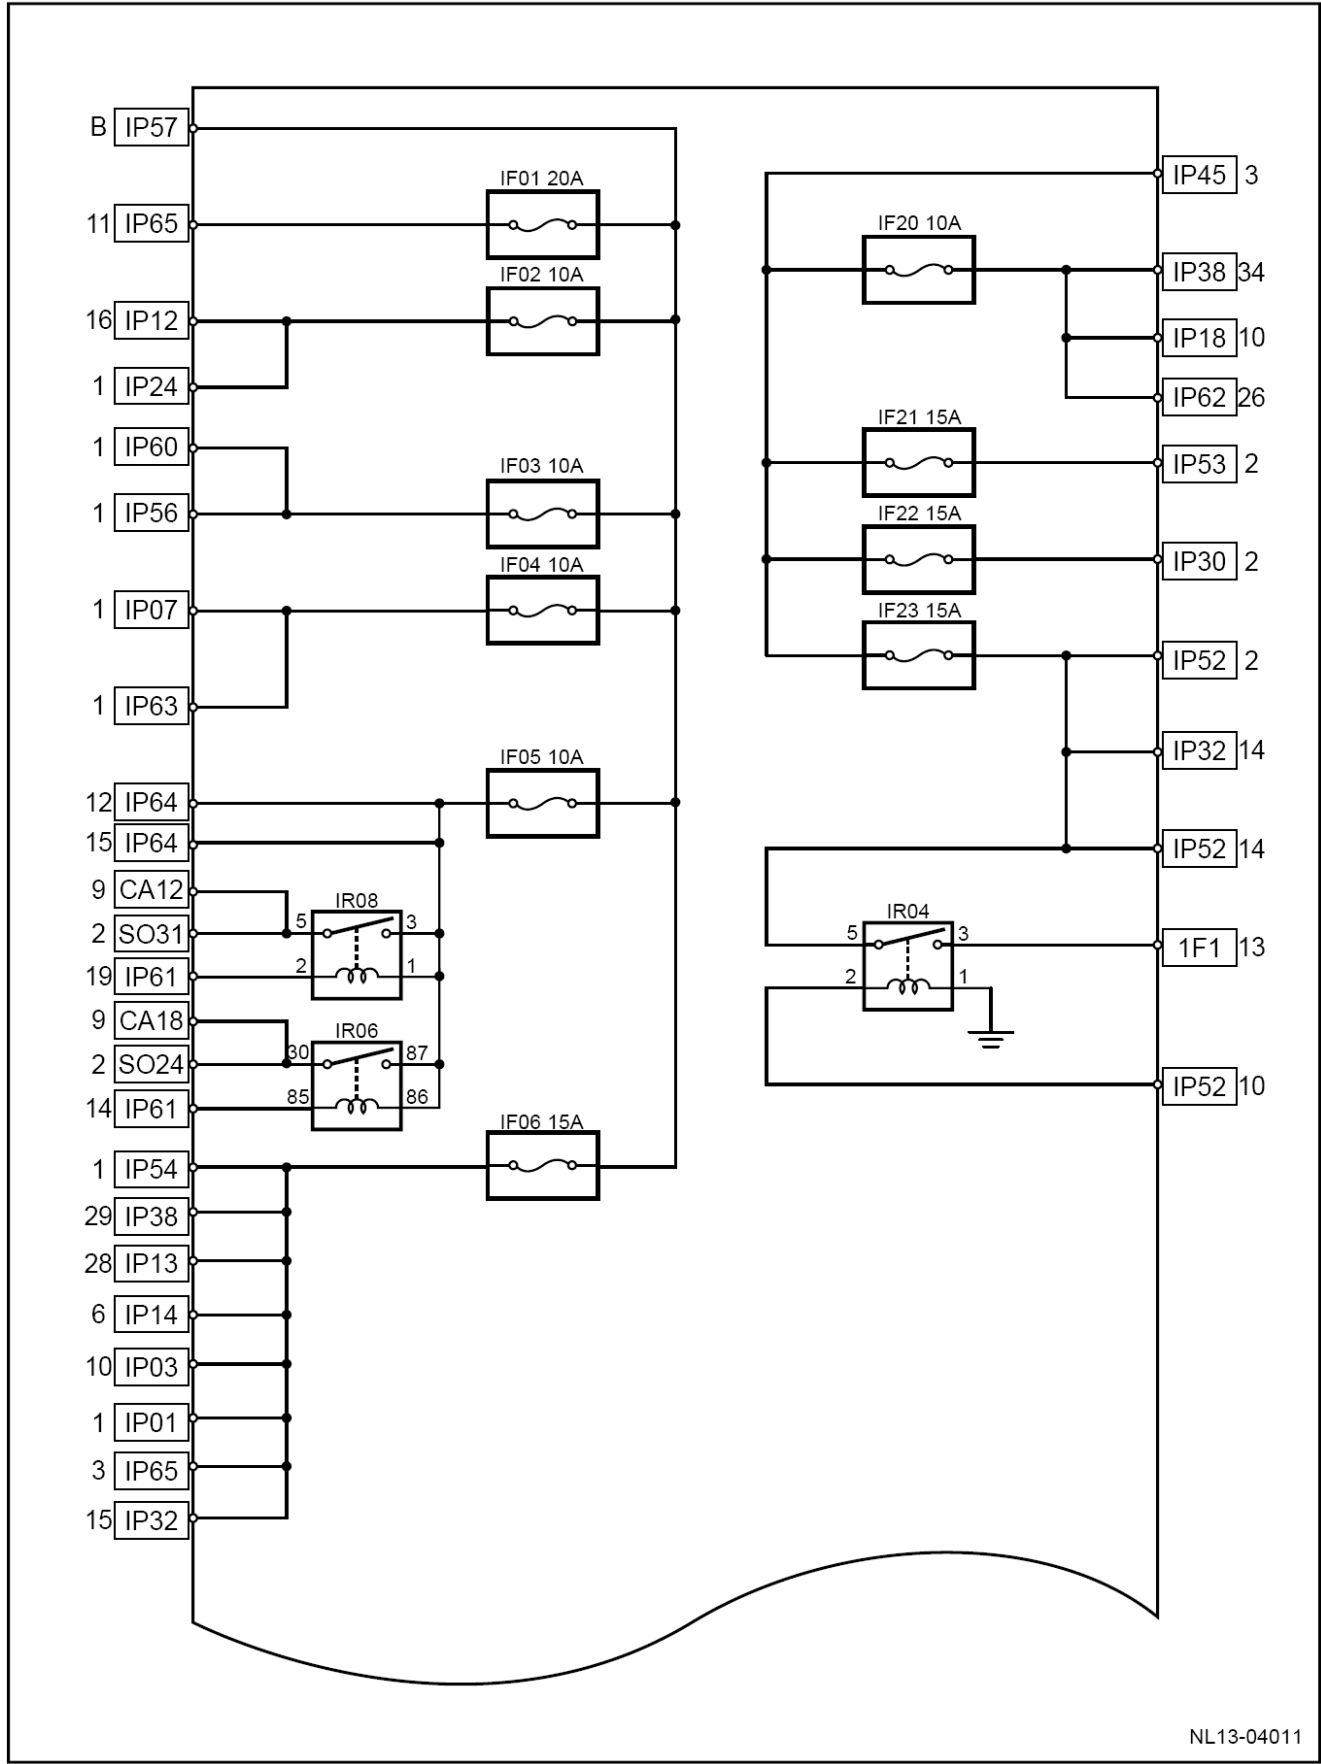 B IP57
IP45 3
IF01 20A
11 IP65
IF20 10A
IF02 10A
IP38 34
16 IP12
IP18 10
1 IP24
IP62 26
IF21 15A
1 IP60
IF03 10A
IP53 2
1 IP56
IF22 15A
IF04 10A
IP30 2
1 IP07
IF23 15A
IP52 2
1 IP63
IP32 14
IF05 10A
12 IP64
15 IP64
IP52 14
9 CA12
IR08
IR04
5 3
2 SO31
5 3
1F1 13
2 1
19 IP61
2 1
9 CA18
IR06
30 87
2 SO24
IP52 10
85 86
14 IP61
IF06 15A
1 IP54
29 IP38
28 IP13
6 IP14
10 IP03
1 IP01
3 IP65
15 IP32
NL13-04011